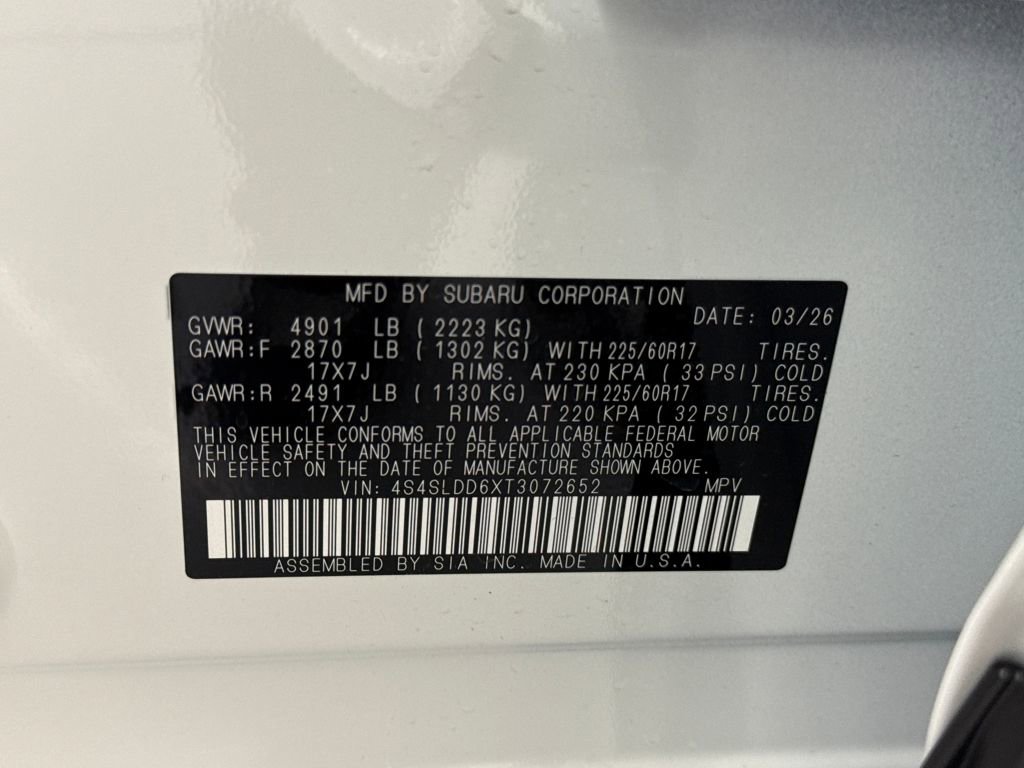 MFD BY SUBARU CORPORATION
DATE: 03/26
GVWR: 4901 LB ( 2223 KG)
GAWR:F 2870 LB ( 1302 KG) WITH 225/60R17 TIRES.
17X7J RIMS. AT 230 KPA ( 33 PSI) COLD
GAWR:R 2491 LB ( 1130 KG) WITH 225/60R17 TIRES.
17X7J RIMS. AT 220 KPA ( 32 PSI) COLD
THIS VEHICLE CONFORMS TO ALL APPLICABLE FEDERAL MOTOR
VEHICLE SAFETY AND THEFT PREVENTION STANDARDS
IN EFFECT ON THE DATE OF MANUFACTURE SHOWN ABOVE.
VIN: 4S4SLDD6XT3072652 MPV
ASSEMBLED BY SIA INC. MADE IN U.S.A.